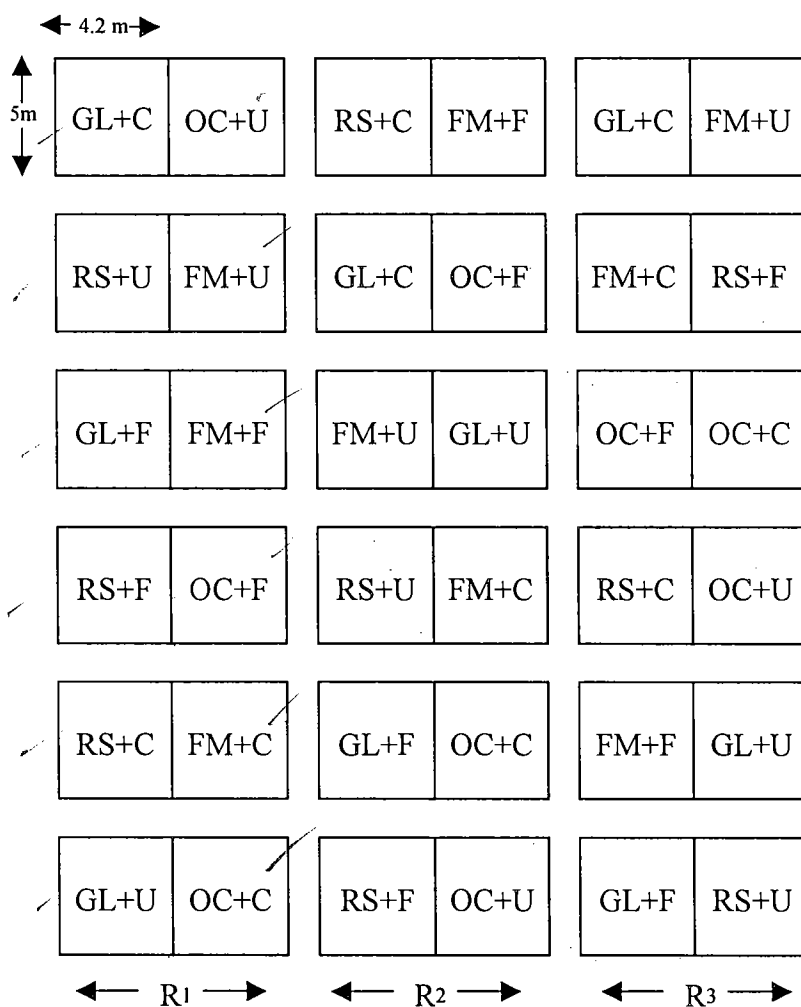 4.2 m
5m
GL+C OC+U RS+C FM+F GL+C FM+U
RS+U FM+U GL+C OC+F FM+C RS+F
GL+F FM+F FM+U GL+U OC+F OC+C
RS+F OC+F RS+U FM+C RS+C OC+U
RS+C FM+C GL+F OC+C FM+F GL+U
GL+U OC+C RS+F OC+U GL+F RS+U
R1 R2 R3